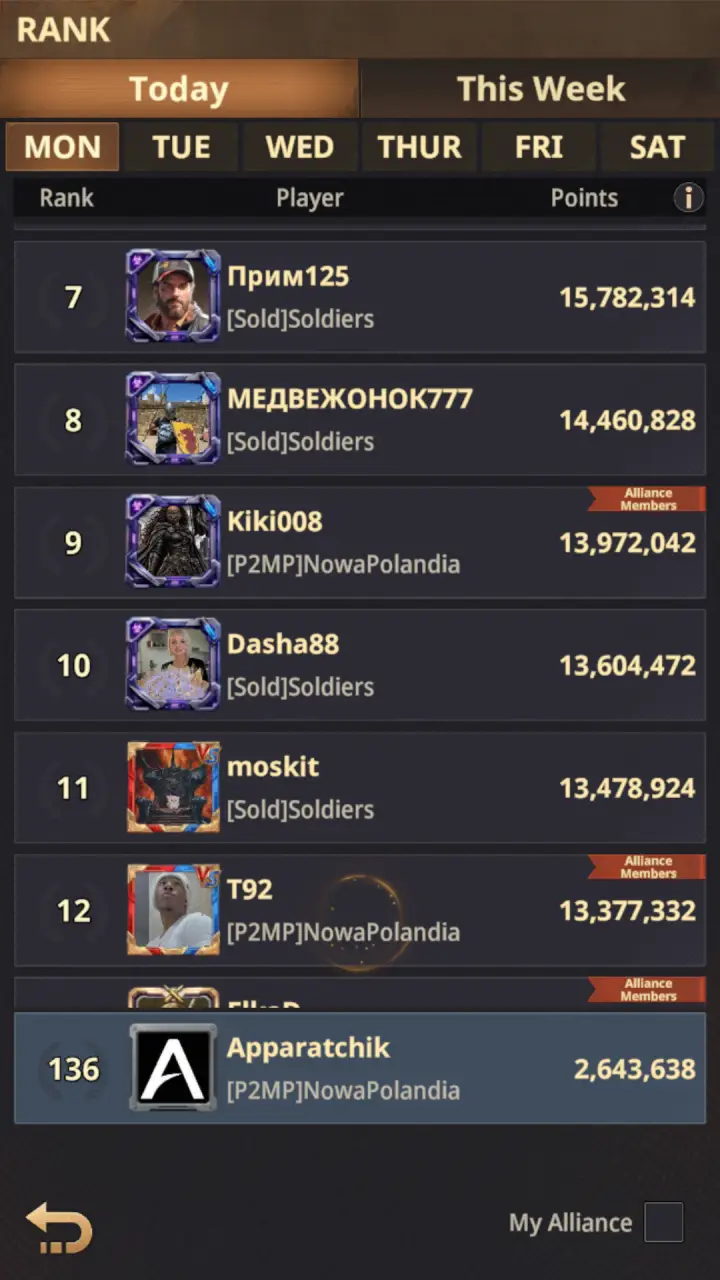 RANK
Today
This Week
MON
TUE
WED
THUR
FRI
SAT
Rank
Player
Points
7
Прим125
[Sold]Soldiers
15,782,314
8
МЕДВЕЖОНОК777
[Sold]Soldiers
14,460,828
Alliance
Members
9
Kiki008
[P2MP]NowaPolandia
13,972,042
10
Dasha88
[Sold]Soldiers
13,604,472
11
moskit
[Sold]Soldiers
13,478,924
Alliance
Members
12
T92
[P2MP]NowaPolandia
13,377,332
Alliance
Members
136
Apparatchik
[P2MP]NowaPolandia
2,643,638
My Alliance